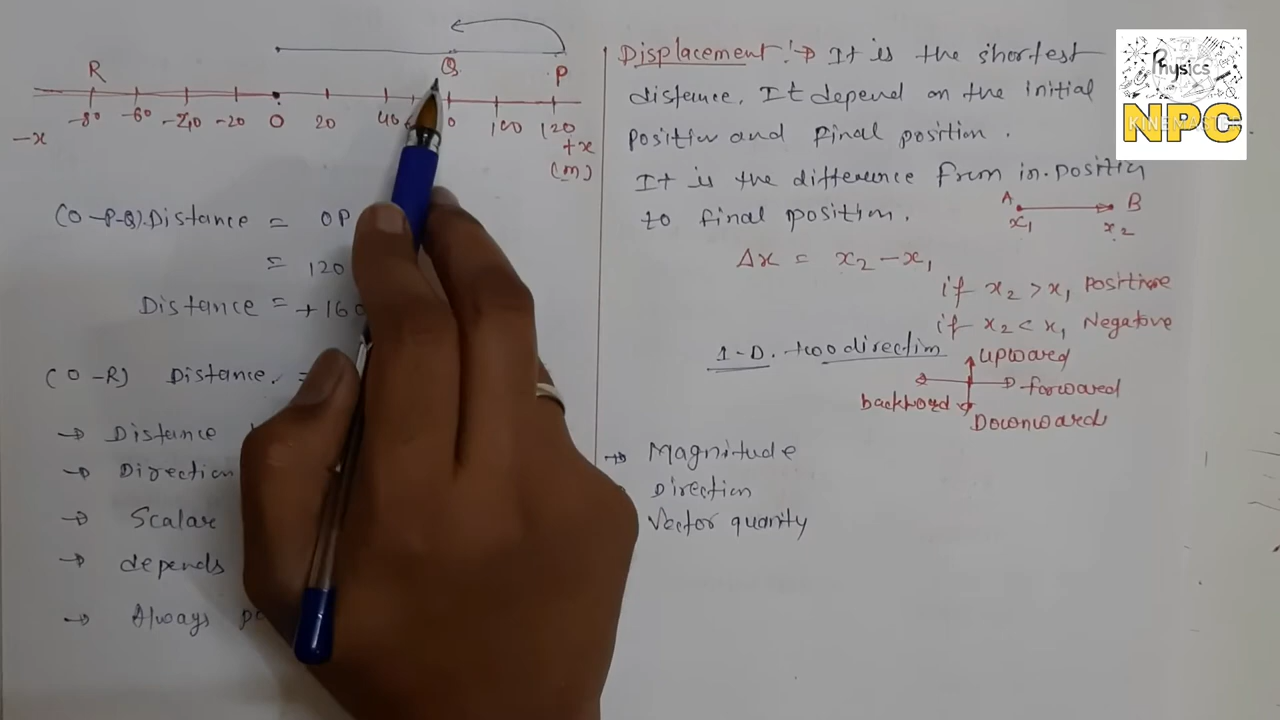 R Q P
-80 -60 -40 -20 0 20 40 100 120
-x +x
(m)
(O-P-Q). Distance = OP
= 120
Distance = +160
(O-R) Distance. =
→ Distance
→ Direction
→ Scalar
→ depends
→ Always
Displacement :→ It is the shortest
distance. It depend on the initial
position and final position.
It is the difference from in. position
to final position.
A B
x₁ x₂
Δx = x₂ - x₁
if x₂ > x₁ Positive
if x₂ < x₁ Negative
1-D. two direction
upward
forward
backward
Downward
→ Magnitude
Direction
Vector quanity
Physics
NPC